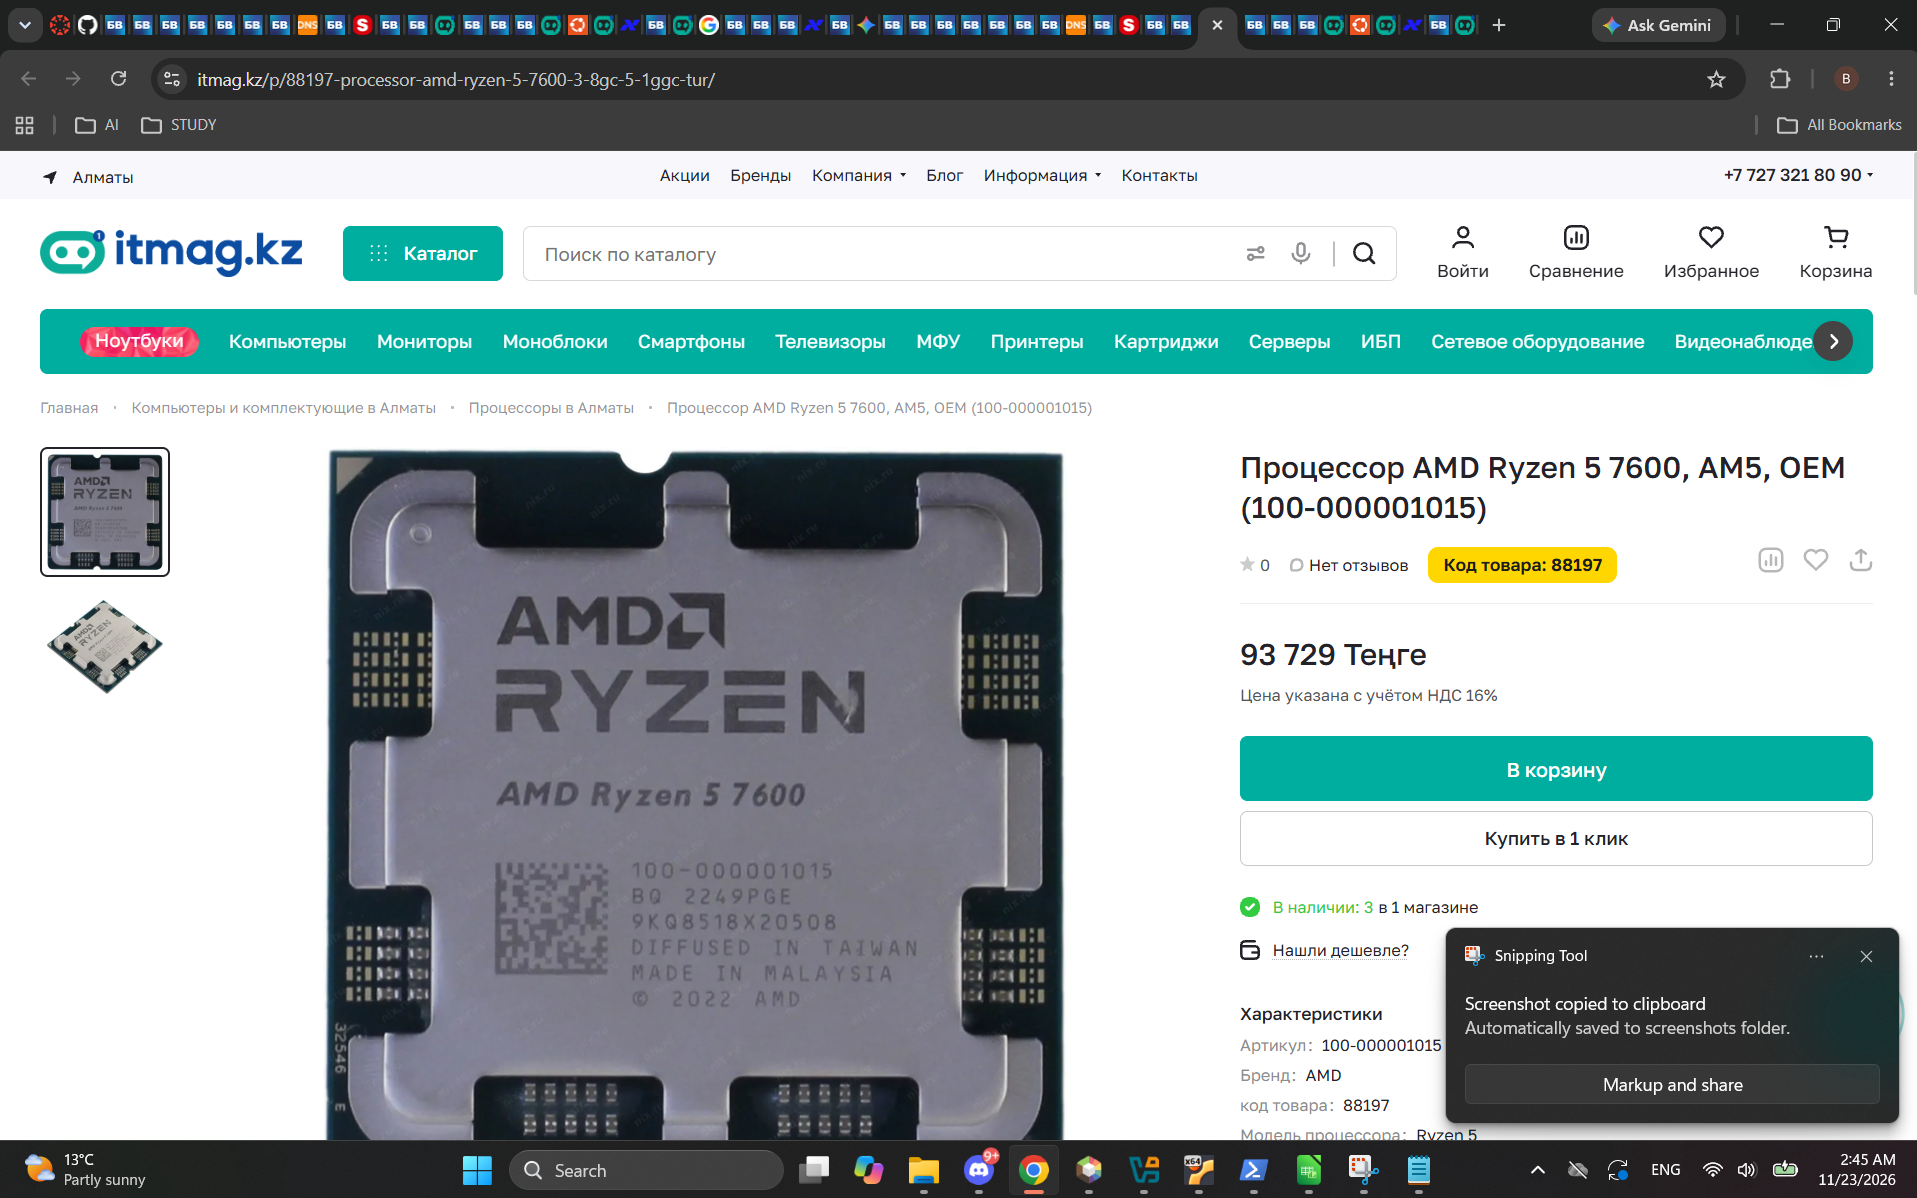 Ask Gemini
itmag.kz/p/88197-processor-amd-ryzen-5-7600-3-8gc-5-1ggc-tur/
B
AI
STUDY
All Bookmarks
Алматы
Акции
Бренды
Компания
Блог
Информация
Контакты
+7 727 321 80 90
itmag.kz
Каталог
Поиск по каталогу
Войти
Сравнение
Избранное
Корзина
Ноутбуки
Компьютеры
Мониторы
Моноблоки
Смартфоны
Телевизоры
МФУ
Принтеры
Картриджи
Серверы
ИБП
Сетевое оборудование
Видеонаблюде
Главная · Компьютеры и комплектующие в Алматы · Процессоры в Алматы · Процессор AMD Ryzen 5 7600, AM5, OEM (100-000001015)
AMD
RYZEN
AMD Ryzen 5 7600
100-000001015
BQ 2249PGE
9KQ8518X20508
DIFFUSED IN TAIWAN
MADE IN MALAYSIA
© 2022 AMD
32546
E
Процессор AMD Ryzen 5 7600, AM5, OEM
(100-000001015)
0
Нет отзывов
Код товара: 88197
93 729 Теңге
Цена указана с учётом НДС 16%
В корзину
Купить в 1 клик
В наличии: 3 в 1 магазине
Нашли дешевле?
Характеристики
Артикул: 100-000001015
Бренд: AMD
код товара: 88197
Модель процессора: Ryzen 5
Snipping Tool
Screenshot copied to clipboard
Automatically saved to screenshots folder.
Markup and share
13°C
Partly sunny
Search
9+
ENG
2:45 AM
11/23/2026